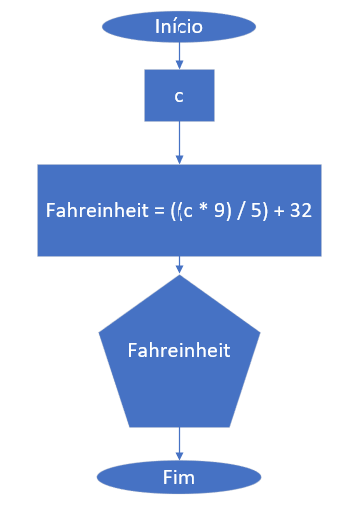 Início
c
Fahreinheit = ((c * 9) / 5) + 32
Fahreinheit
Fim